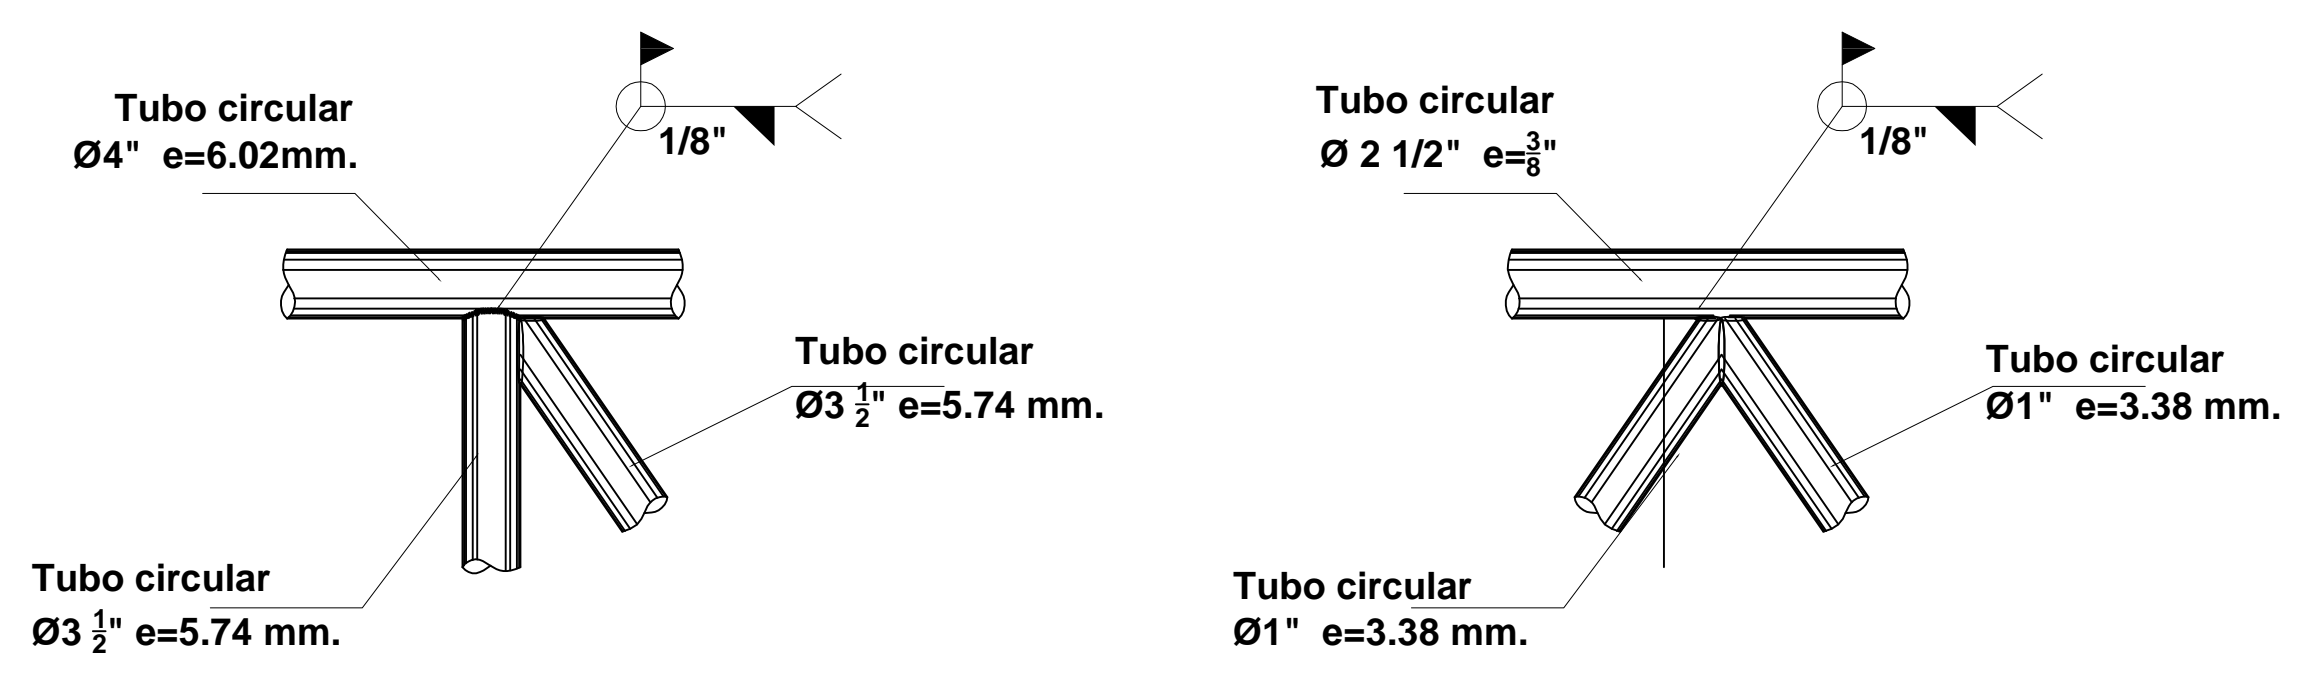 Tubo circular
Ø4" e=6.02mm.
1/8"
Tubo circular
Ø3 1/2" e=5.74 mm.
Tubo circular
Ø3 1/2" e=5.74 mm.
Tubo circular
Ø 2 1/2" e=3/8"
1/8"
Tubo circular
Ø1" e=3.38 mm.
Tubo circular
Ø1" e=3.38 mm.